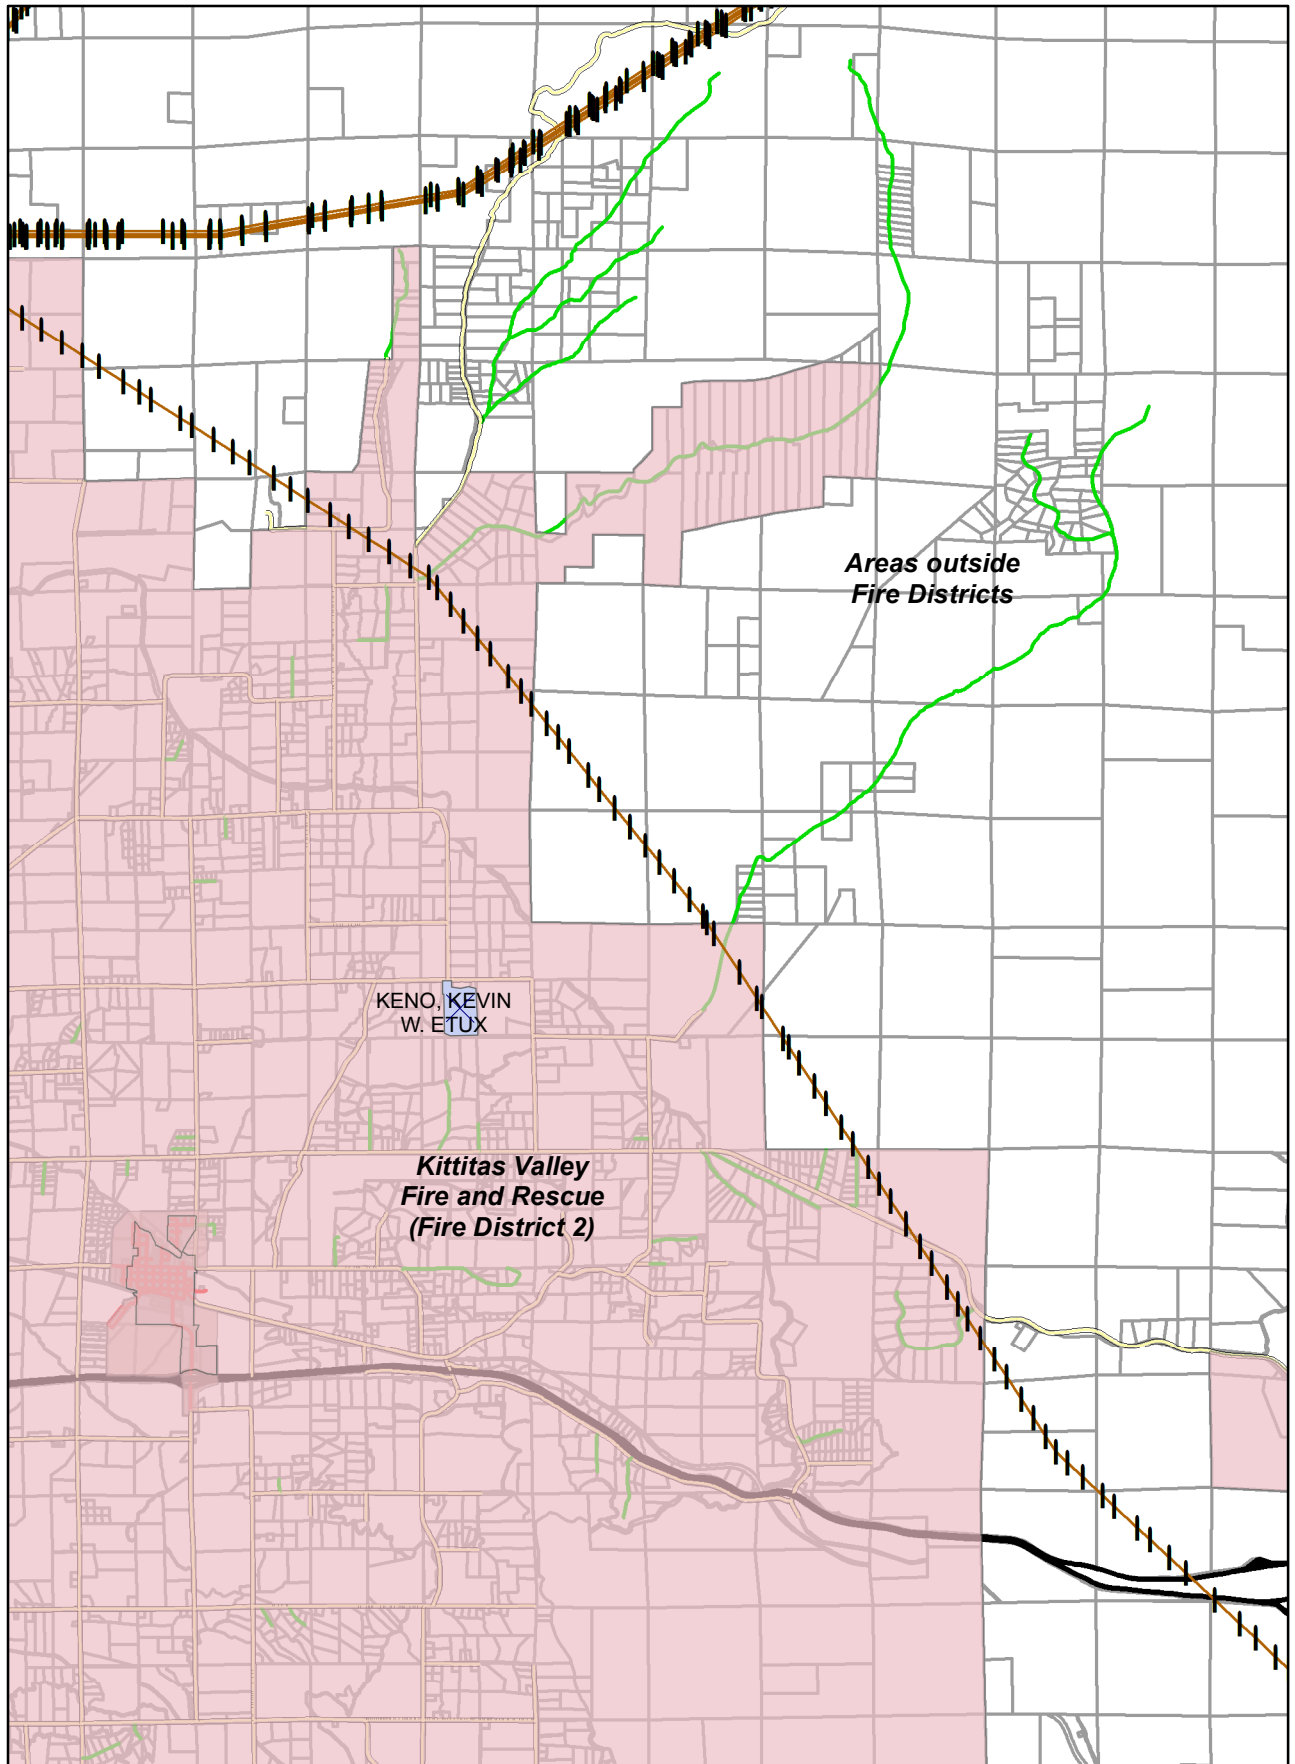 Areas outside
Fire Districts
KENO, KEVIN
W. ETUX
Kittitas Valley
Fire and Rescue
(Fire District 2)